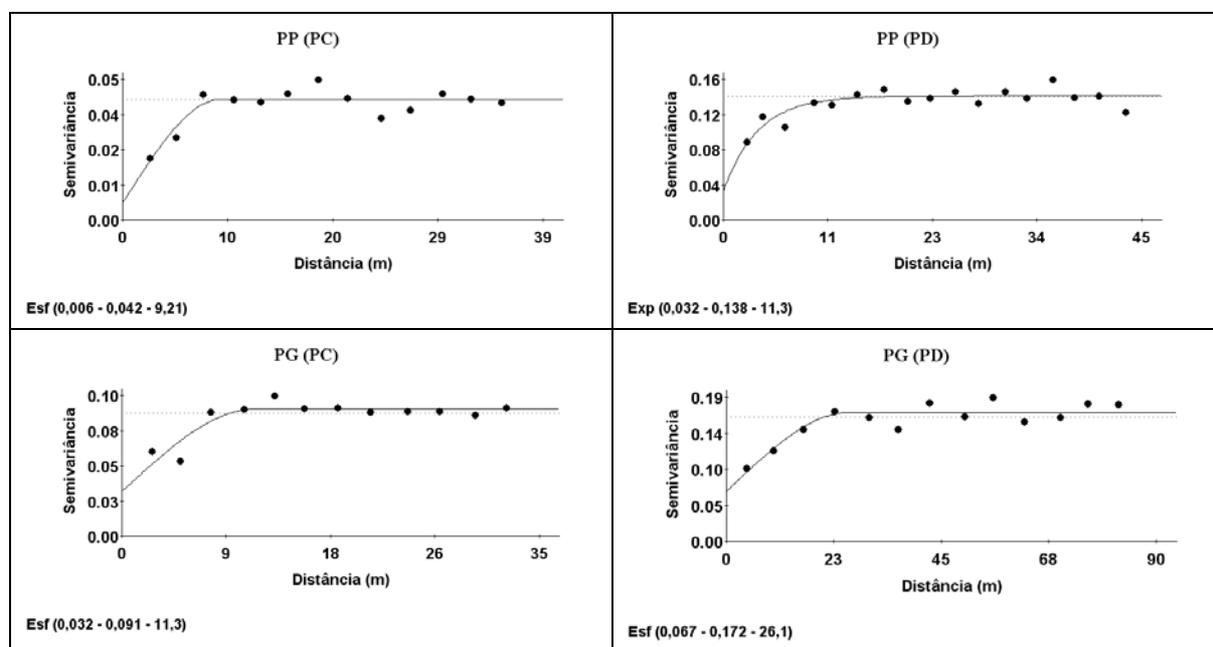 PP (PC)
0.05
0.04
0.02
0.01
0.00
Semivariância
0
10
20
29
39
Distância (m)
Esf (0,006 - 0,042 - 9,21)
PP (PD)
0.16
0.12
0.08
0.04
0.00
Semivariância
0
11
23
34
45
Distância (m)
Exp (0,032 - 0,138 - 11,3)
PG (PC)
0.10
0.08
0.05
0.03
0.00
Semivariância
0
9
18
26
35
Distância (m)
Esf (0,032 - 0,091 - 11,3)
PG (PD)
0.19
0.14
0.10
0.05
0.00
Semivariância
0
23
45
68
90
Distância (m)
Esf (0,067 - 0,172 - 26,1)